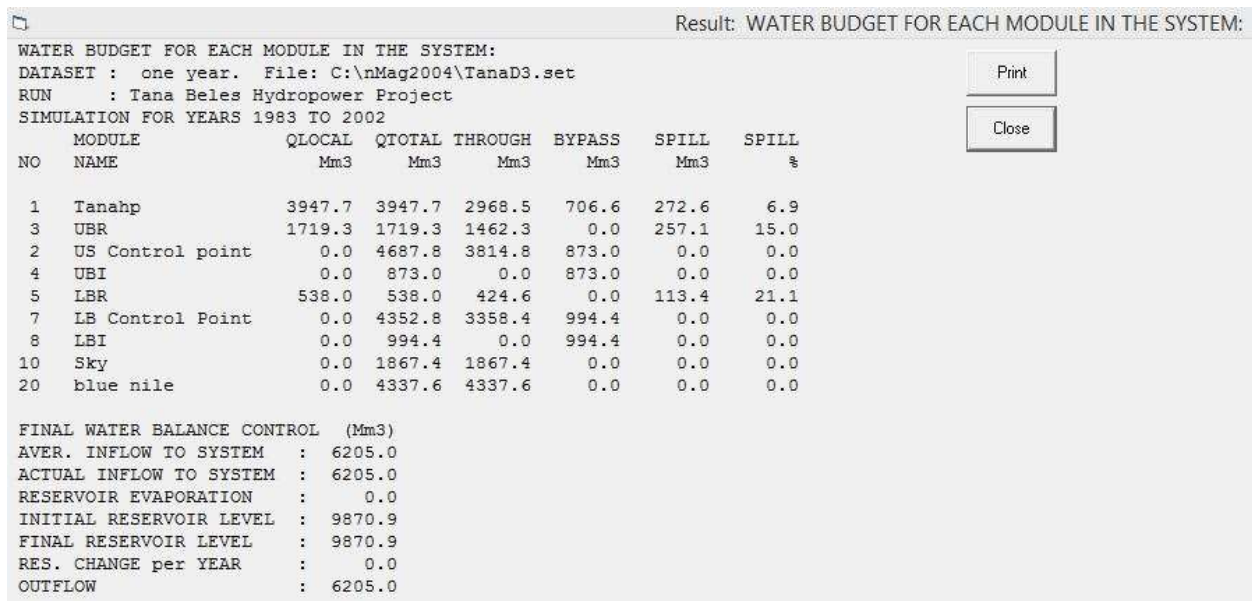 Result: WATER BUDGET FOR EACH MODULE IN THE SYSTEM:
WATER BUDGET FOR EACH MODULE IN THE SYSTEM:
DATASET : one year. File: C:\nMag2004\TanaD3.set
RUN : Tana Beles Hydropower Project
SIMULATION FOR YEARS 1983 TO 2002
MODULE QLOCAL QTOTAL THROUGH BYPASS SPILL SPILL
NO NAME Mm3 Mm3 Mm3 Mm3 Mm3 %
1 Tanahp 3947.7 3947.7 2968.5 706.6 272.6 6.9
3 UBR 1719.3 1719.3 1462.3 0.0 257.1 15.0
2 US Control point 0.0 4687.8 3814.8 873.0 0.0 0.0
4 UBI 0.0 873.0 0.0 873.0 0.0 0.0
5 LBR 538.0 538.0 424.6 0.0 113.4 21.1
7 LB Control Point 0.0 4352.8 3358.4 994.4 0.0 0.0
8 LBI 0.0 994.4 0.0 994.4 0.0 0.0
10 Sky 0.0 1867.4 1867.4 0.0 0.0 0.0
20 blue nile 0.0 4337.6 4337.6 0.0 0.0 0.0
FINAL WATER BALANCE CONTROL (Mm3)
AVER. INFLOW TO SYSTEM : 6205.0
ACTUAL INFLOW TO SYSTEM : 6205.0
RESERVOIR EVAPORATION : 0.0
INITIAL RESERVOIR LEVEL : 9870.9
FINAL RESERVOIR LEVEL : 9870.9
RES. CHANGE per YEAR : 0.0
OUTFLOW : 6205.0
Print
Close